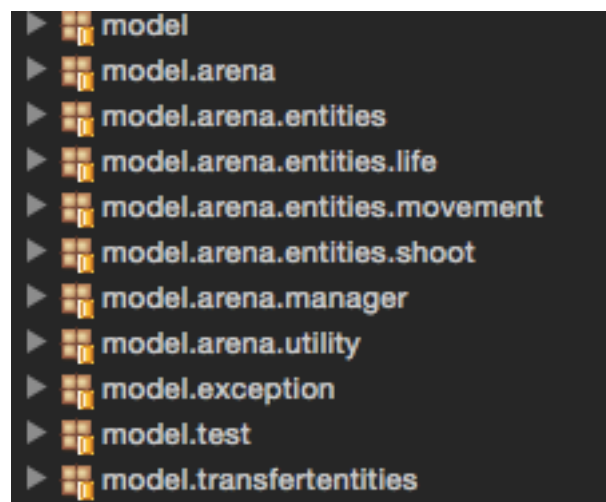 model
model.arena
model.arena.entities
model.arena.entities.life
model.arena.entities.movement
model.arena.entities.shoot
model.arena.manager
model.arena.utility
model.exception
model.test
model.transfertentities